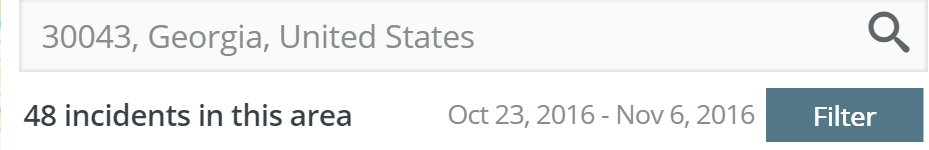 30043, Georgia, United States
48 incidents in this area Oct 23, 2016 - Nov 6, 2016 Filter